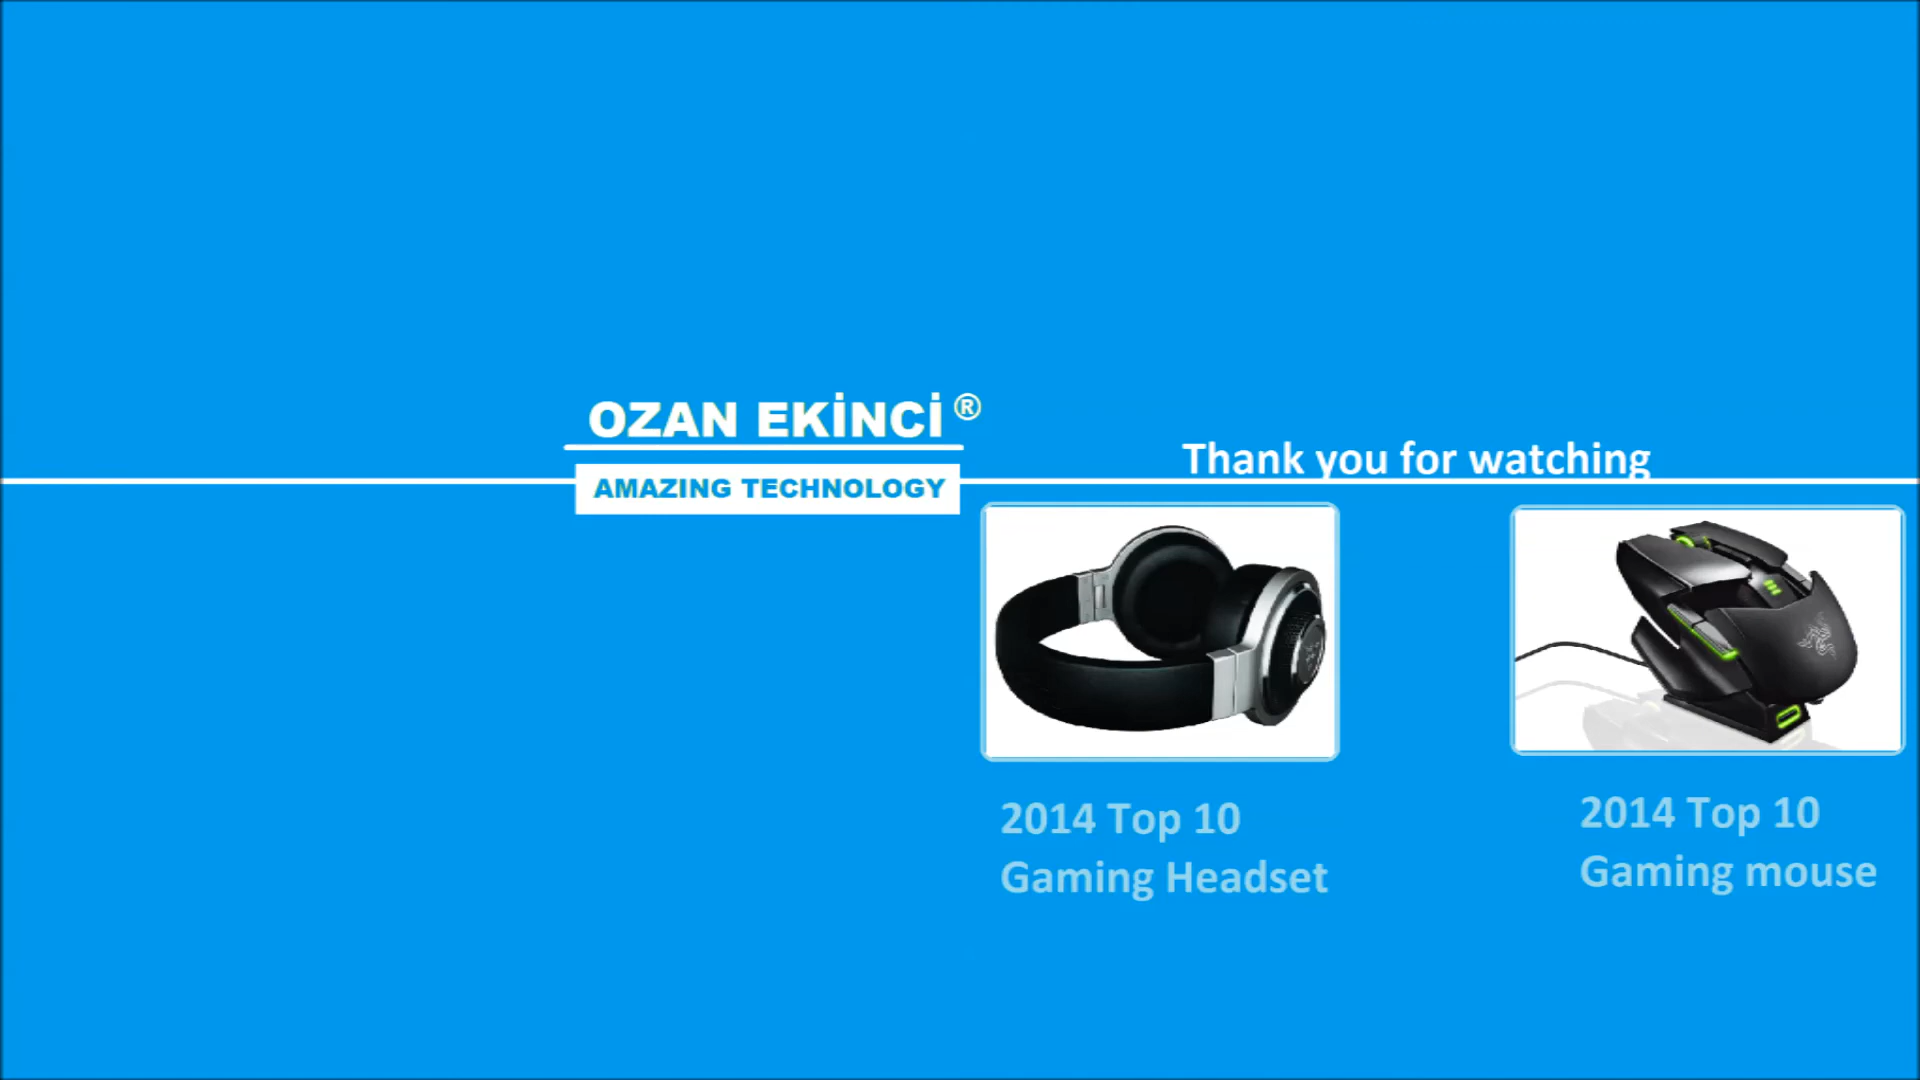 OZAN EKİNCİ®
AMAZING TECHNOLOGY
Thank you for watching
2014 Top 10
Gaming Headset
2014 Top 10
Gaming mouse